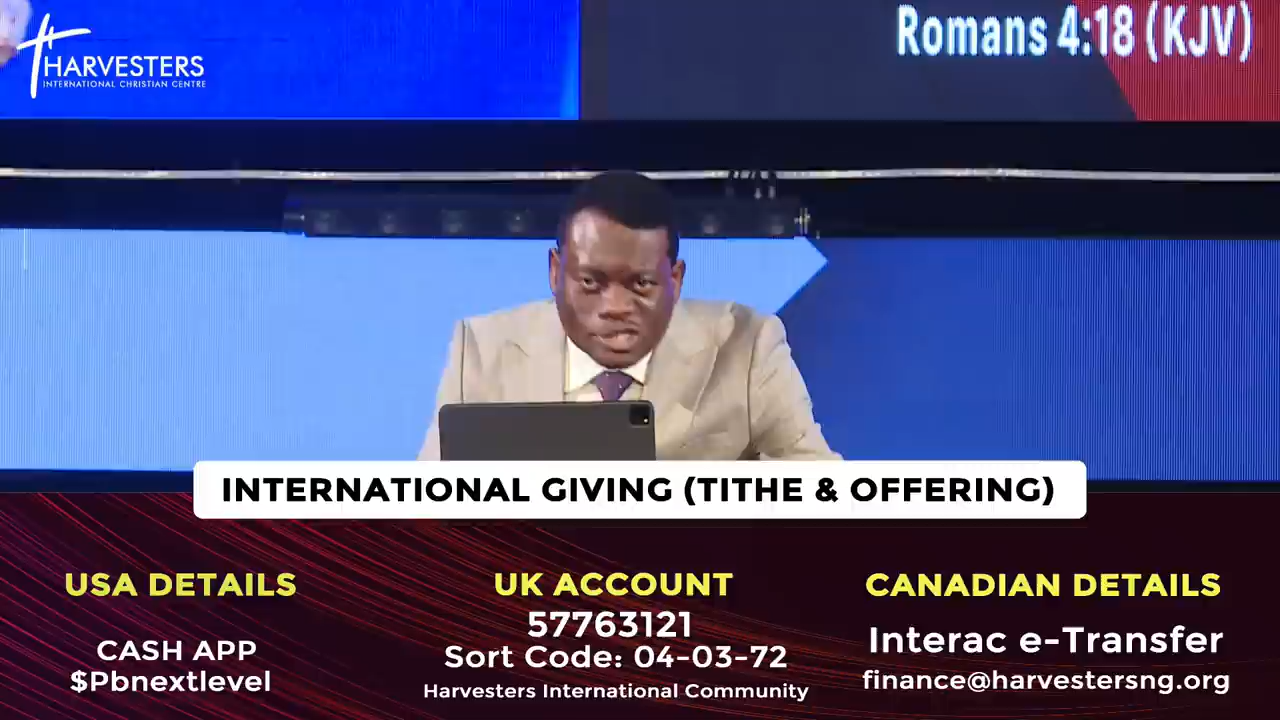 HARVESTERS
INTERNATIONAL CHRISTIAN CENTRE
Romans 4:18 (KJV)
INTERNATIONAL GIVING (TITHE & OFFERING)
USA DETAILS
CASH APP
$Pbnextlevel
UK ACCOUNT
57763121
Sort Code: 04-03-72
Harvesters International Community
CANADIAN DETAILS
Interac e-Transfer
finance@harvestersng.org